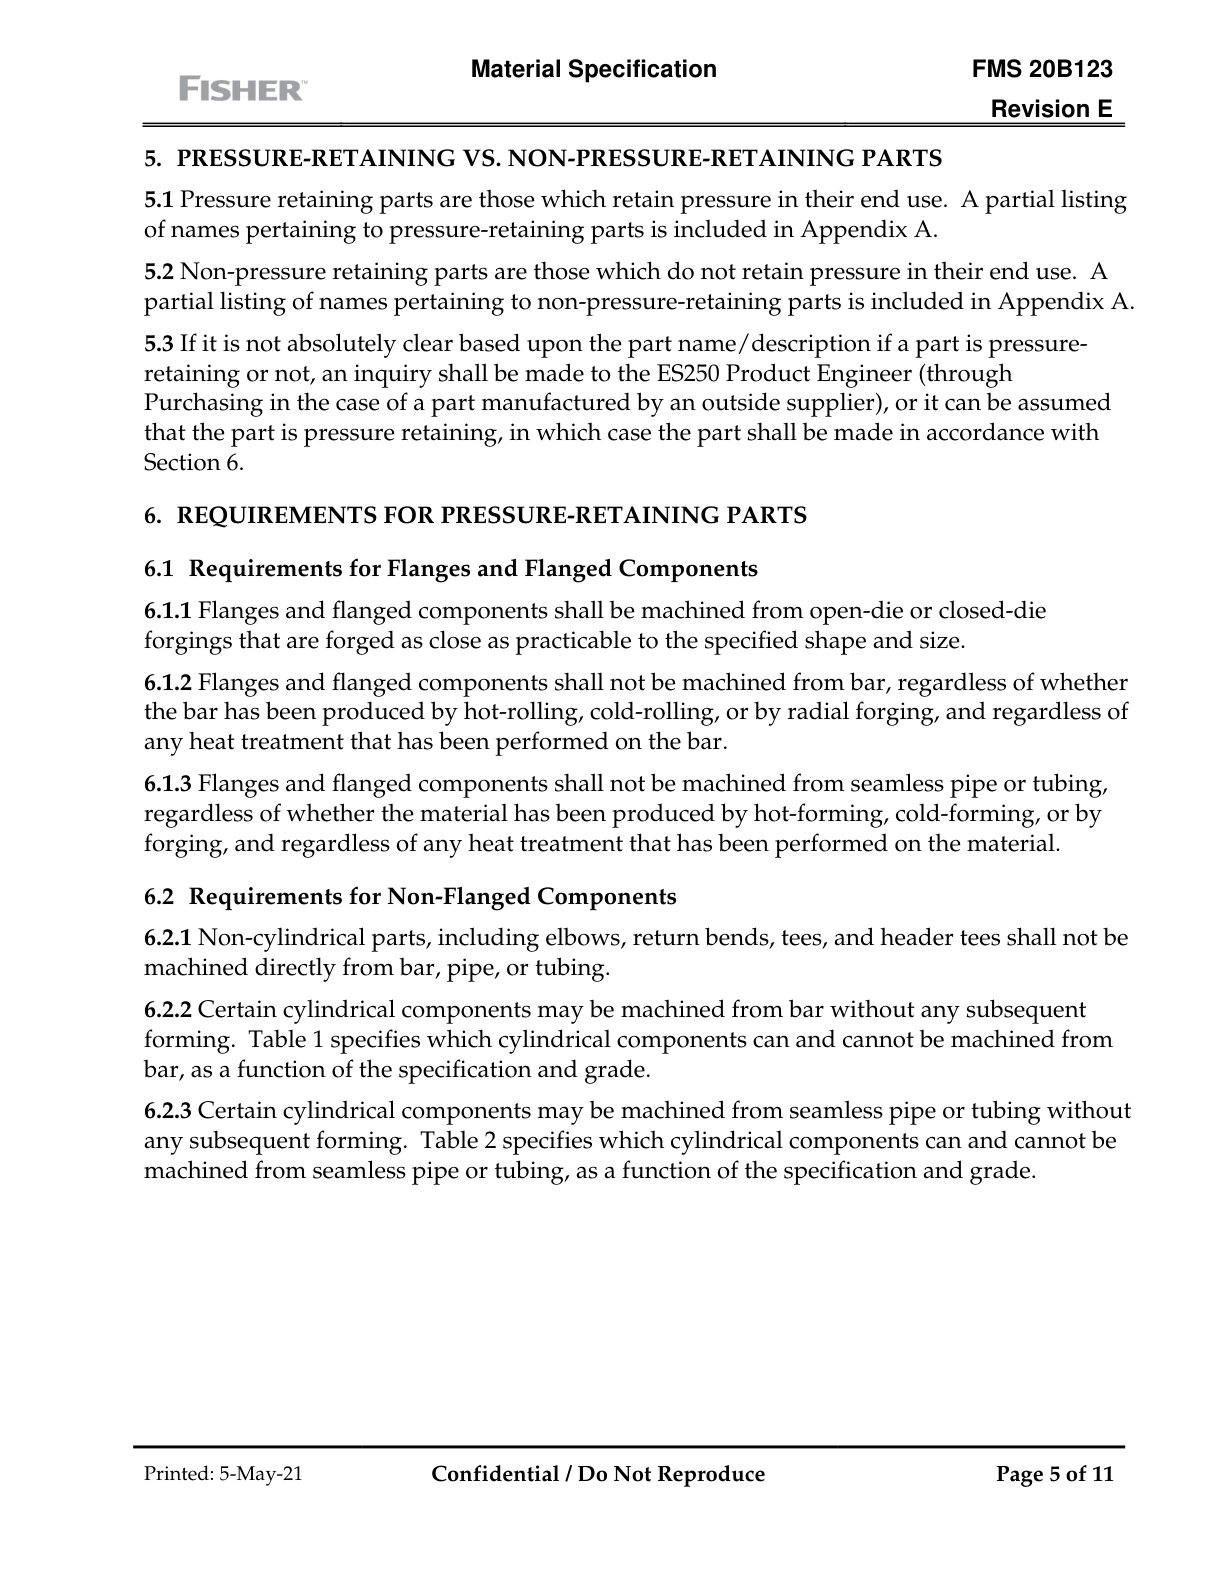 FISHER™
Material Specification
FMS 20B123
Revision E
5. PRESSURE-RETAINING VS. NON-PRESSURE-RETAINING PARTS
5.1 Pressure retaining parts are those which retain pressure in their end use. A partial listing
of names pertaining to pressure-retaining parts is included in Appendix A.
5.2 Non-pressure retaining parts are those which do not retain pressure in their end use. A
partial listing of names pertaining to non-pressure-retaining parts is included in Appendix A.
5.3 If it is not absolutely clear based upon the part name/description if a part is pressure-
retaining or not, an inquiry shall be made to the ES250 Product Engineer (through
Purchasing in the case of a part manufactured by an outside supplier), or it can be assumed
that the part is pressure retaining, in which case the part shall be made in accordance with
Section 6.
6. REQUIREMENTS FOR PRESSURE-RETAINING PARTS
6.1 Requirements for Flanges and Flanged Components
6.1.1 Flanges and flanged components shall be machined from open-die or closed-die
forgings that are forged as close as practicable to the specified shape and size.
6.1.2 Flanges and flanged components shall not be machined from bar, regardless of whether
the bar has been produced by hot-rolling, cold-rolling, or by radial forging, and regardless of
any heat treatment that has been performed on the bar.
6.1.3 Flanges and flanged components shall not be machined from seamless pipe or tubing,
regardless of whether the material has been produced by hot-forming, cold-forming, or by
forging, and regardless of any heat treatment that has been performed on the material.
6.2 Requirements for Non-Flanged Components
6.2.1 Non-cylindrical parts, including elbows, return bends, tees, and header tees shall not be
machined directly from bar, pipe, or tubing.
6.2.2 Certain cylindrical components may be machined from bar without any subsequent
forming. Table 1 specifies which cylindrical components can and cannot be machined from
bar, as a function of the specification and grade.
6.2.3 Certain cylindrical components may be machined from seamless pipe or tubing without
any subsequent forming. Table 2 specifies which cylindrical components can and cannot be
machined from seamless pipe or tubing, as a function of the specification and grade.
Printed: 5-May-21
Confidential / Do Not Reproduce
Page 5 of 11